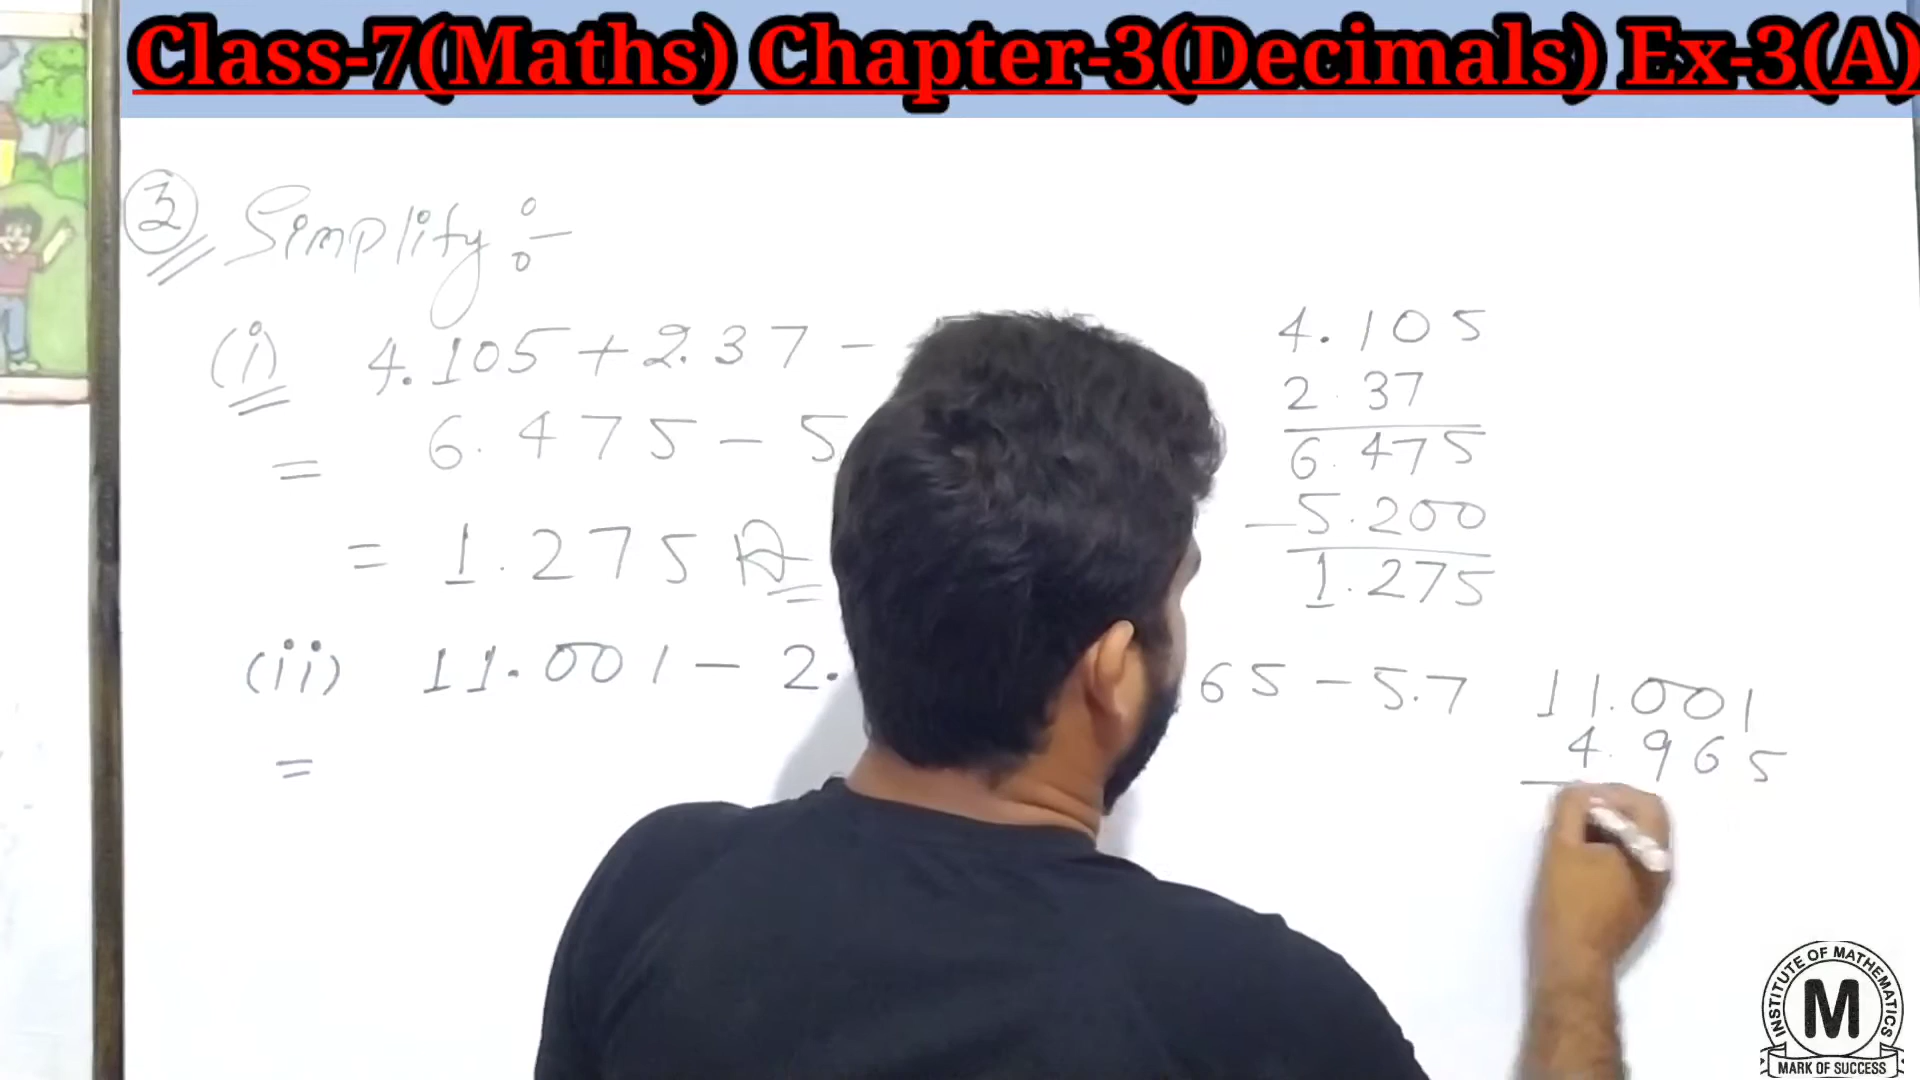 Class-7(Maths) Chapter-3(Decimals) Ex-3(A)
3 Simplify :-
(i) 4.105 + 2.37 -
= 6.475 - 5.
= 1.275
4.105
2.37
6.475
- 5.200
1.275
(ii) 11.001 - 2. 65 - 5.7
=
11.001
4.965
INSTITUTE OF MATHEMATICS
M
MARK OF SUCCESS